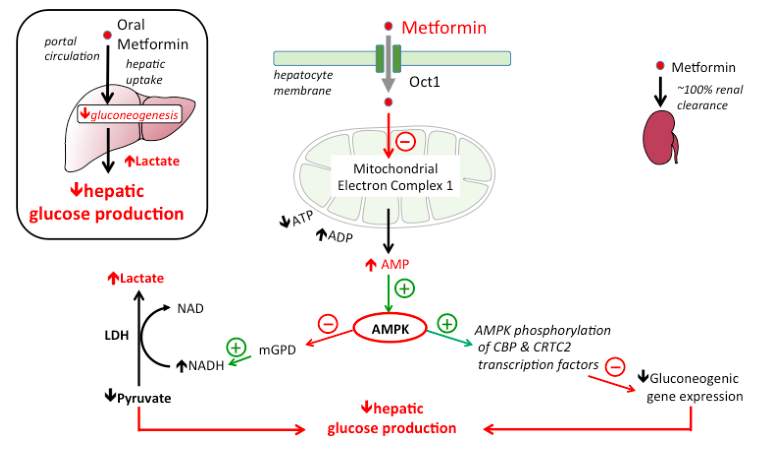 Oral
Metformin
portal
circulation
hepatic
uptake
gluconeogenesis
Lactate
hepatic
glucose production
Metformin
hepatocyte
membrane
Oct1
Mitochondrial
Electron Complex 1
ATP
ADP
AMP
AMPK
Metformin
~100% renal
clearance
Lactate
NAD
LDH
NADH
mGPD
Pyruvate
AMPK phosphorylation
of CBP & CRTC2
transcription factors
Gluconeogenic
gene expression
hepatic
glucose production